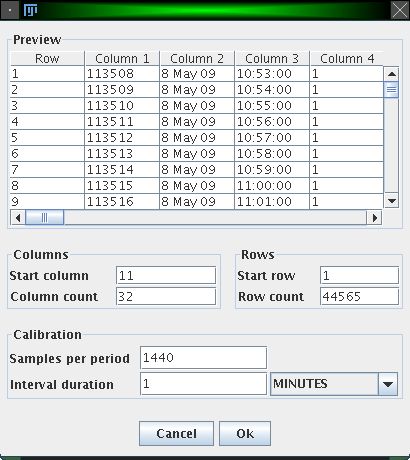 Preview
Row Column 1 Column 2 Column 3 Column 4
1 113508 8 May 09 10:53:00 1
2 113509 8 May 09 10:54:00 1
3 113510 8 May 09 10:55:00 1
4 113511 8 May 09 10:56:00 1
5 113512 8 May 09 10:57:00 1
6 113513 8 May 09 10:58:00 1
7 113514 8 May 09 10:59:00 1
8 113515 8 May 09 11:00:00 1
9 113516 8 May 09 11:01:00 1
Columns
Start column 11
Column count 32
Rows
Start row 1
Row count 44565
Calibration
Samples per period 1440
Interval duration 1 MINUTES
Cancel Ok